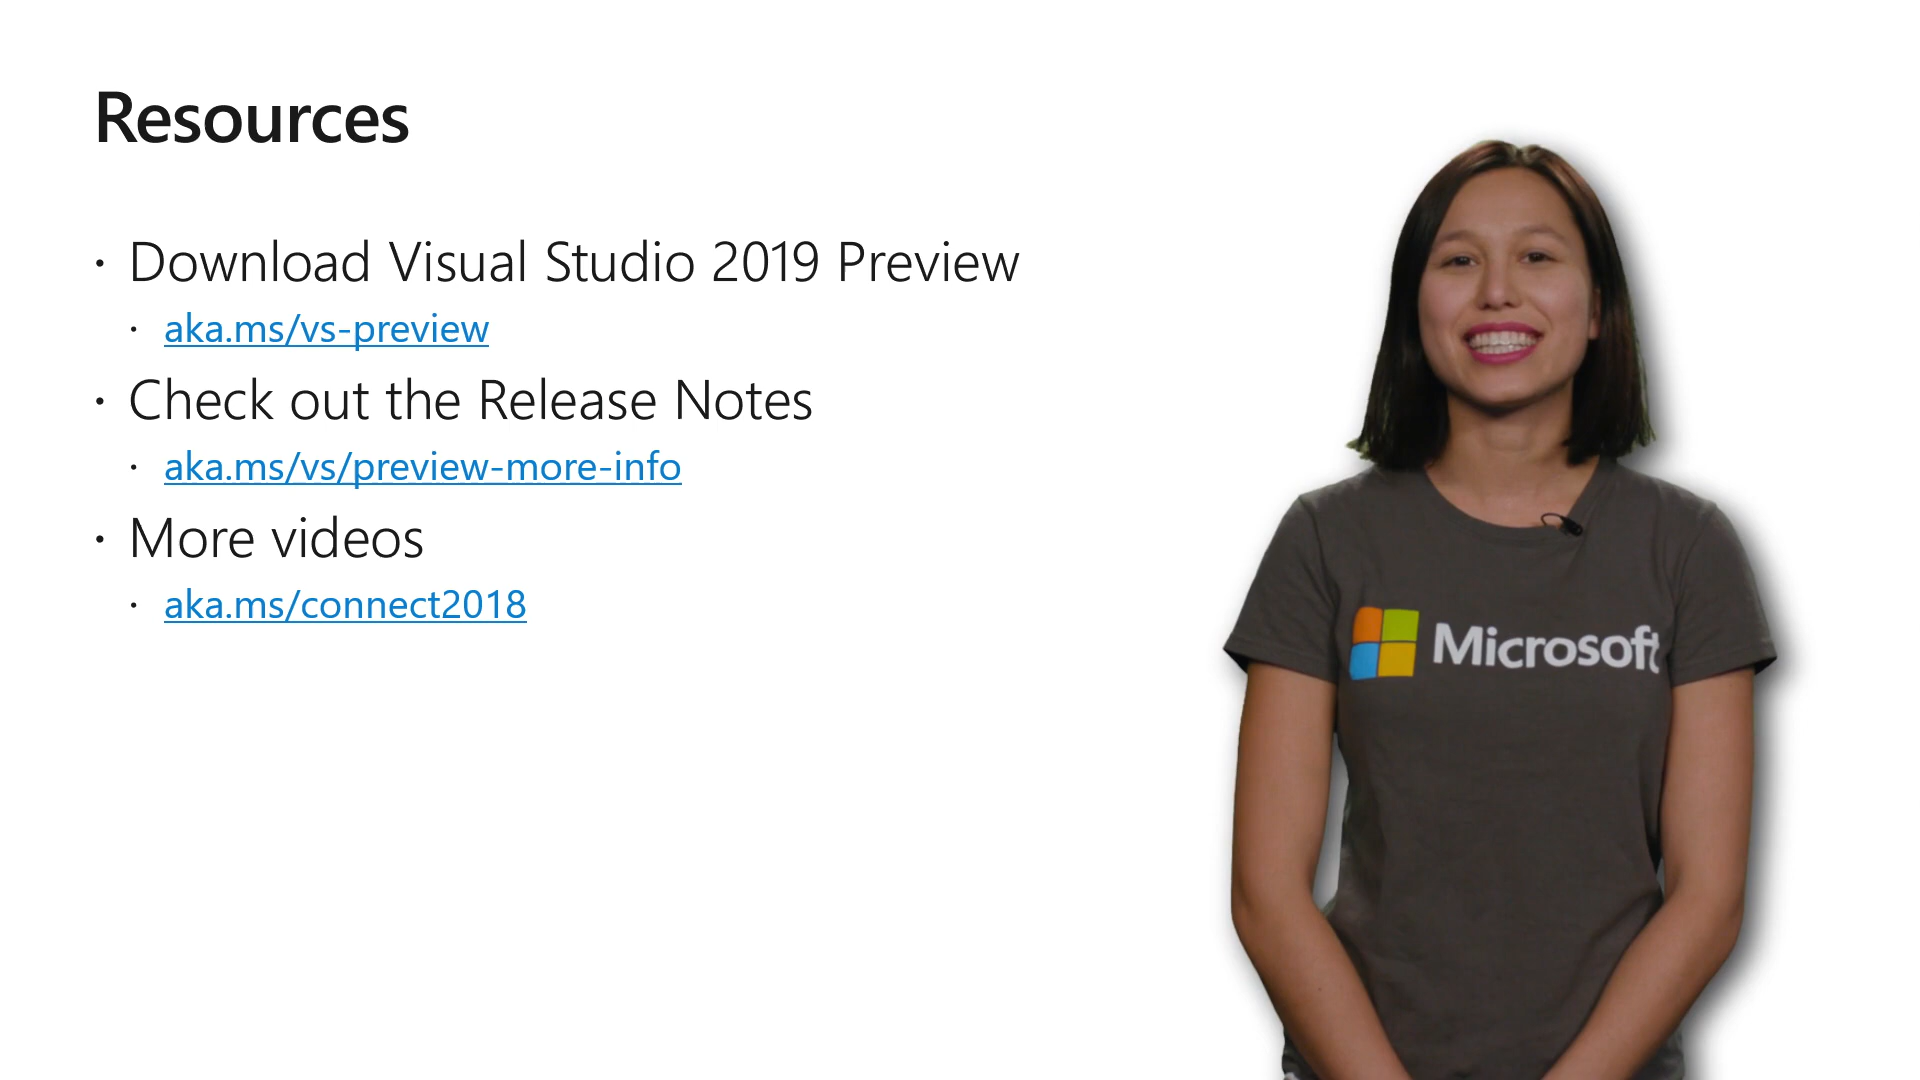 Resources
· Download Visual Studio 2019 Preview
· aka.ms/vs-preview
· Check out the Release Notes
· aka.ms/vs/preview-more-info
· More videos
· aka.ms/connect2018
Microsoft